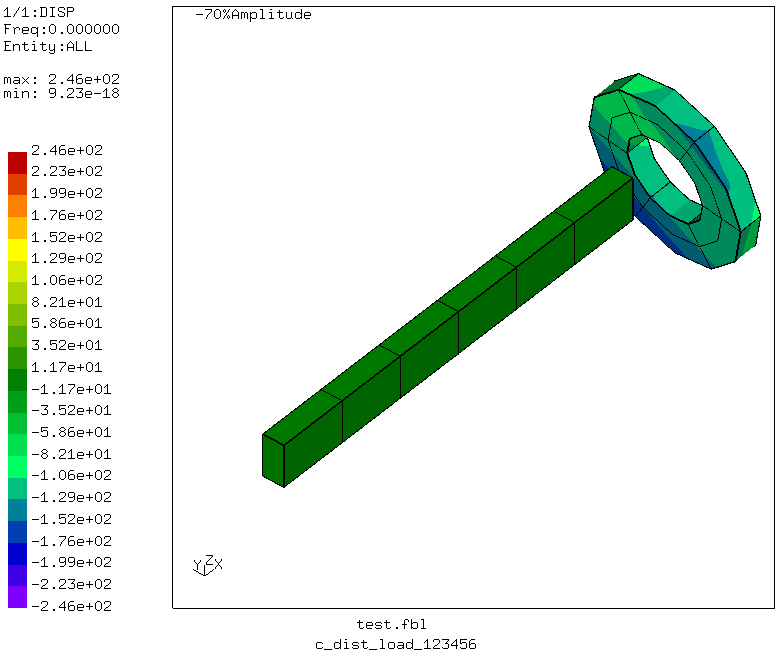 1/1:DISP
Freq:0.000000
Entity:ALL
max: 2.46e+02
min: 9.23e-18
-70%Amplitude
2.46e+02
2.23e+02
1.99e+02
1.76e+02
1.52e+02
1.29e+02
1.06e+02
8.21e+01
5.86e+01
3.52e+01
1.17e+01
-1.17e+01
-3.52e+01
-5.86e+01
-8.21e+01
-1.06e+02
-1.29e+02
-1.52e+02
-1.76e+02
-1.99e+02
-2.23e+02
-2.46e+02
Y Z X
test.fbl
c_dist_load_123456